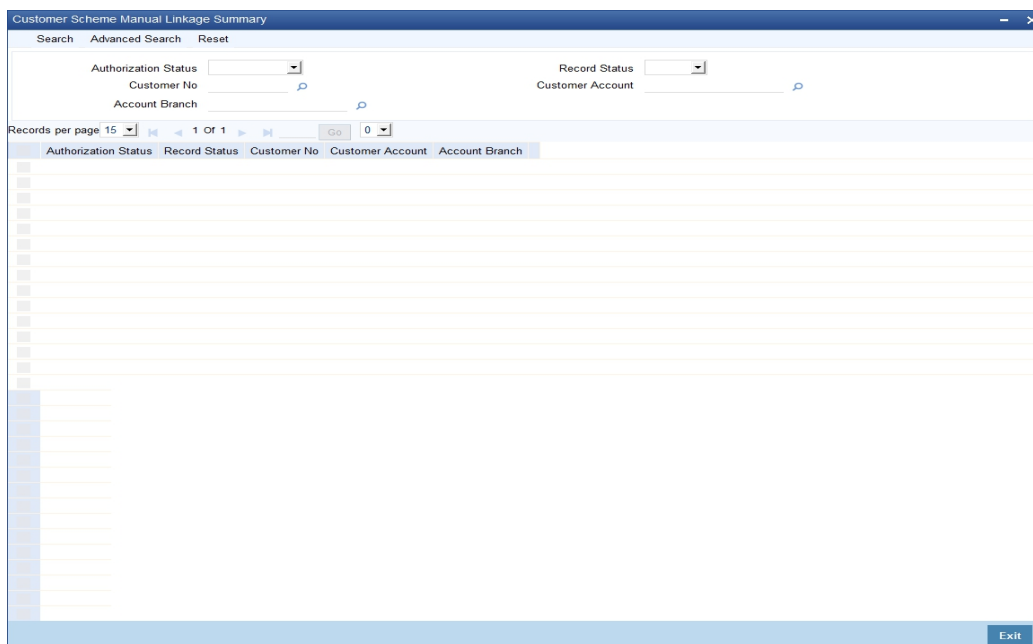 Customer Scheme Manual Linkage Summary
Search Advanced Search Reset
Authorization Status Record Status
Customer No Customer Account
Account Branch
Records per page 15 1 Of 1 Go 0
Authorization Status Record Status Customer No Customer Account Account Branch
Exit